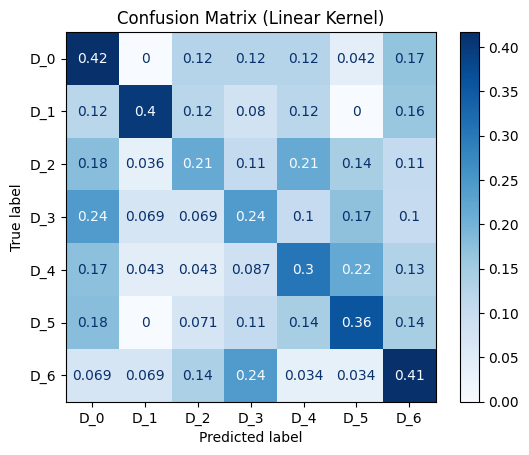 Confusion Matrix (Linear Kernel)
True label
D_0 0.42 0 0.12 0.12 0.12 0.042 0.17
D_1 0.12 0.4 0.12 0.08 0.12 0 0.16
D_2 0.18 0.036 0.21 0.11 0.21 0.14 0.11
D_3 0.24 0.069 0.069 0.24 0.1 0.17 0.1
D_4 0.17 0.043 0.043 0.087 0.3 0.22 0.13
D_5 0.18 0 0.071 0.11 0.14 0.36 0.14
D_6 0.069 0.069 0.14 0.24 0.034 0.034 0.41
D_0 D_1 D_2 D_3 D_4 D_5 D_6
Predicted label
0.40
0.35
0.30
0.25
0.20
0.15
0.10
0.05
0.00